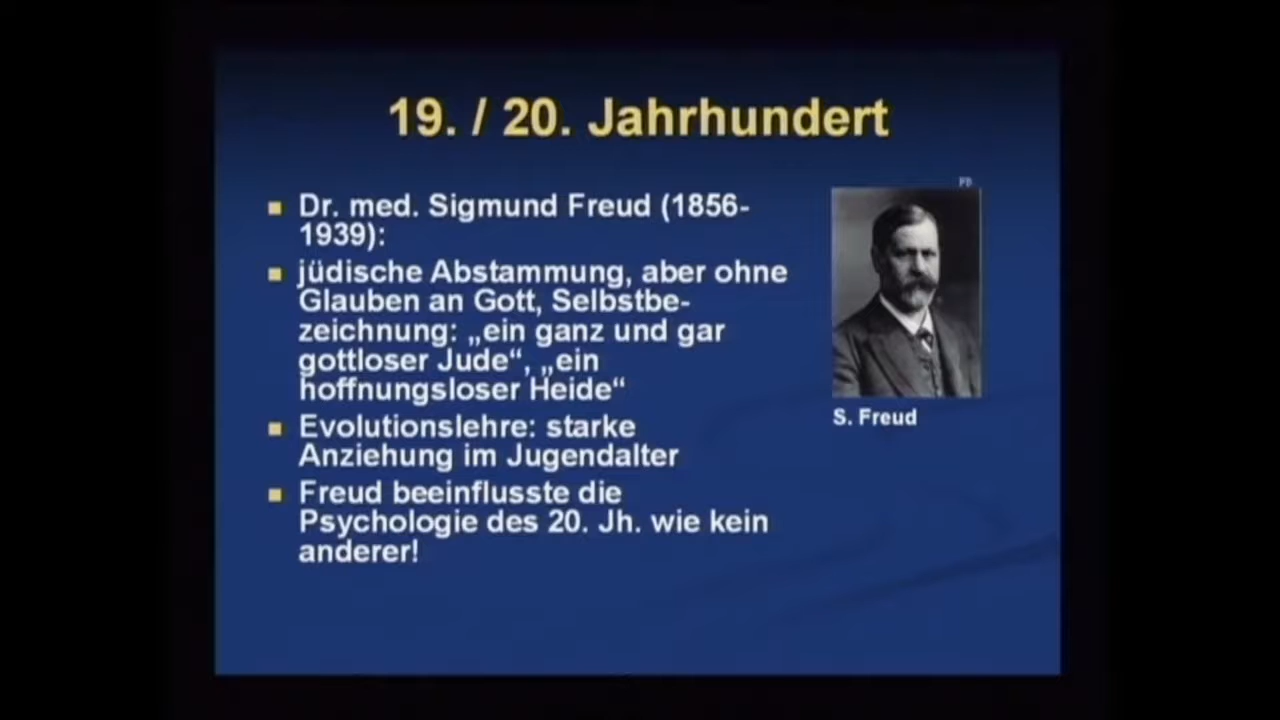 19. / 20. Jahrhundert
Dr. med. Sigmund Freud (1856-
1939):
jüdische Abstammung, aber ohne
Glauben an Gott, Selbstbe-
zeichnung: „ein ganz und gar
gottloser Jude“, „ein
hoffnungsloser Heide“
Evolutionslehre: starke
Anziehung im Jugendalter
Freud beeinflusste die
Psychologie des 20. Jh. wie kein
anderer!
S. Freud